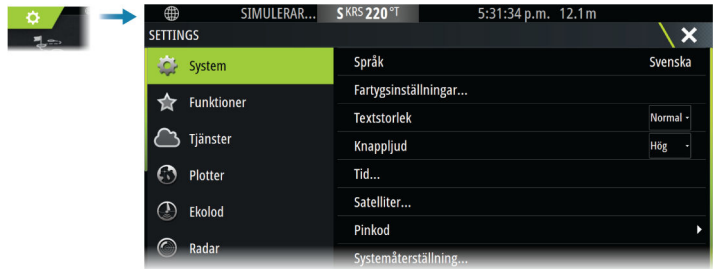 SIMULERAR... S KRS 220 °T 5:31:34 p.m. 12.1 m
SETTINGS
System
Funktioner
Tjänster
Plotter
Ekolod
Radar
Språk Svenska
Fartygsinställningar...
Textstorlek Normal
Knappljud Hög
Tid...
Satelliter...
Pinkod
Systemåterställning...